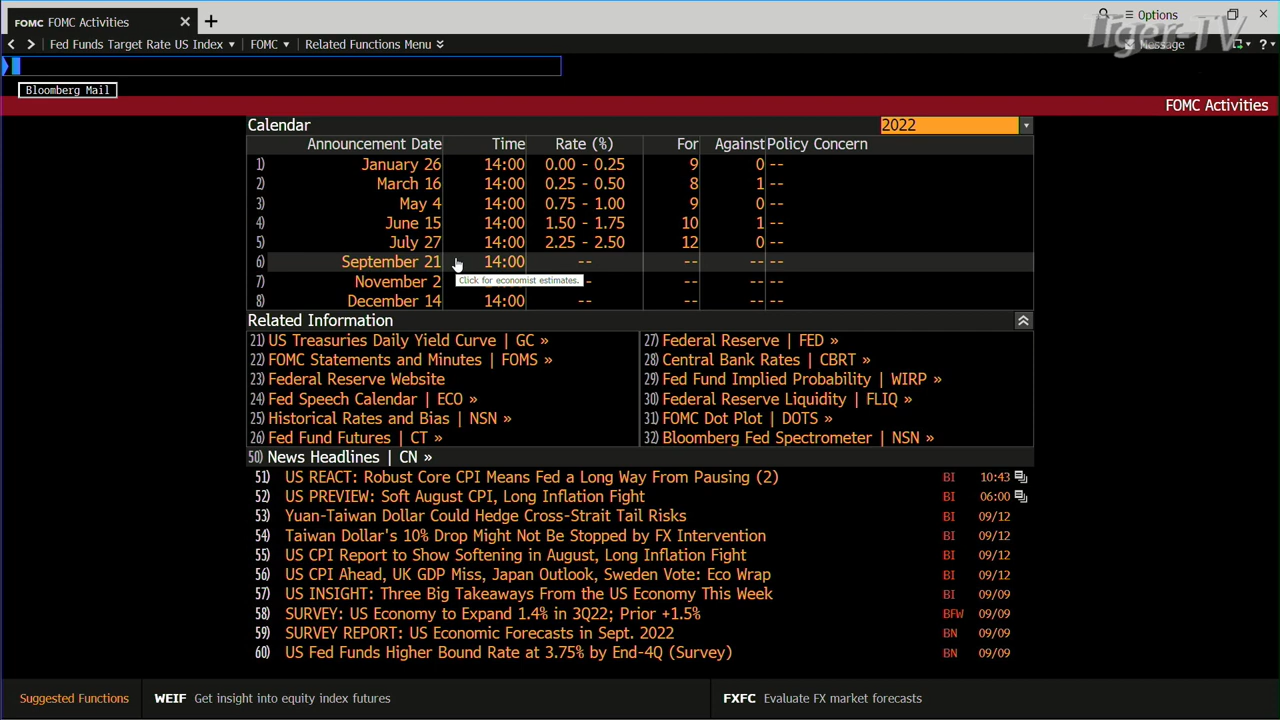 FOMC FOMC Activities × +
Options
Tiger-TV
Fed Funds Target Rate US Index FOMC Related Functions Menu
Message ?
Bloomberg Mail
FOMC Activities
Calendar 2022
Announcement Date Time Rate (%) For Against Policy Concern
1) January 26 14:00 0.00 - 0.25 9 0 --
2) March 16 14:00 0.25 - 0.50 8 1 --
3) May 4 14:00 0.75 - 1.00 9 0 --
4) June 15 14:00 1.50 - 1.75 10 1 --
5) July 27 14:00 2.25 - 2.50 12 0 --
6) September 21 14:00 -- -- -- --
Click for economist estimates.
7) November 2 -- -- --
8) December 14 14:00 -- -- -- --
Related Information
21) US Treasuries Daily Yield Curve | GC »
22) FOMC Statements and Minutes | FOMS »
23) Federal Reserve Website
24) Fed Speech Calendar | ECO »
25) Historical Rates and Bias | NSN »
26) Fed Fund Futures | CT »
27) Federal Reserve | FED »
28) Central Bank Rates | CBRT »
29) Fed Fund Implied Probability | WIRP »
30) Federal Reserve Liquidity | FLIQ »
31) FOMC Dot Plot | DOTS »
32) Bloomberg Fed Spectrometer | NSN »
50) News Headlines | CN »
51) US REACT: Robust Core CPI Means Fed a Long Way From Pausing (2) BI 10:43
52) US PREVIEW: Soft August CPI, Long Inflation Fight BI 06:00
53) Yuan-Taiwan Dollar Could Hedge Cross-Strait Tail Risks BI 09/12
54) Taiwan Dollar's 10% Drop Might Not Be Stopped by FX Intervention BI 09/12
55) US CPI Report to Show Softening in August, Long Inflation Fight BI 09/12
56) US CPI Ahead, UK GDP Miss, Japan Outlook, Sweden Vote: Eco Wrap BI 09/12
57) US INSIGHT: Three Big Takeaways From the US Economy This Week BI 09/09
58) SURVEY: US Economy to Expand 1.4% in 3Q22; Prior +1.5% BFW 09/09
59) SURVEY REPORT: US Economic Forecasts in Sept. 2022 BN 09/09
60) US Fed Funds Higher Bound Rate at 3.75% by End-4Q (Survey) BN 09/09
Suggested Functions WEIF Get insight into equity index futures FXFC Evaluate FX market forecasts